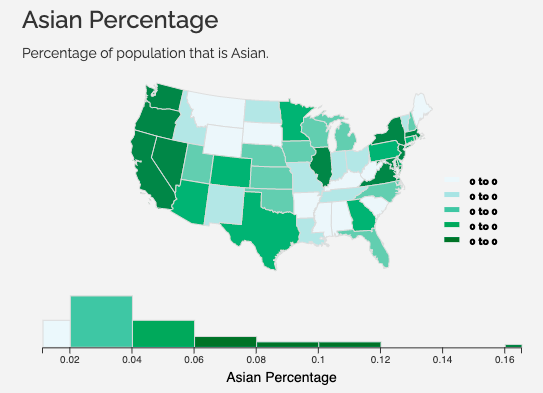 Asian Percentage
Percentage of population that is Asian.
0 to 0
0 to 0
0 to 0
0 to 0
0 to 0
0.02 0.04 0.06 0.08 0.1 0.12 0.14 0.16
Asian Percentage